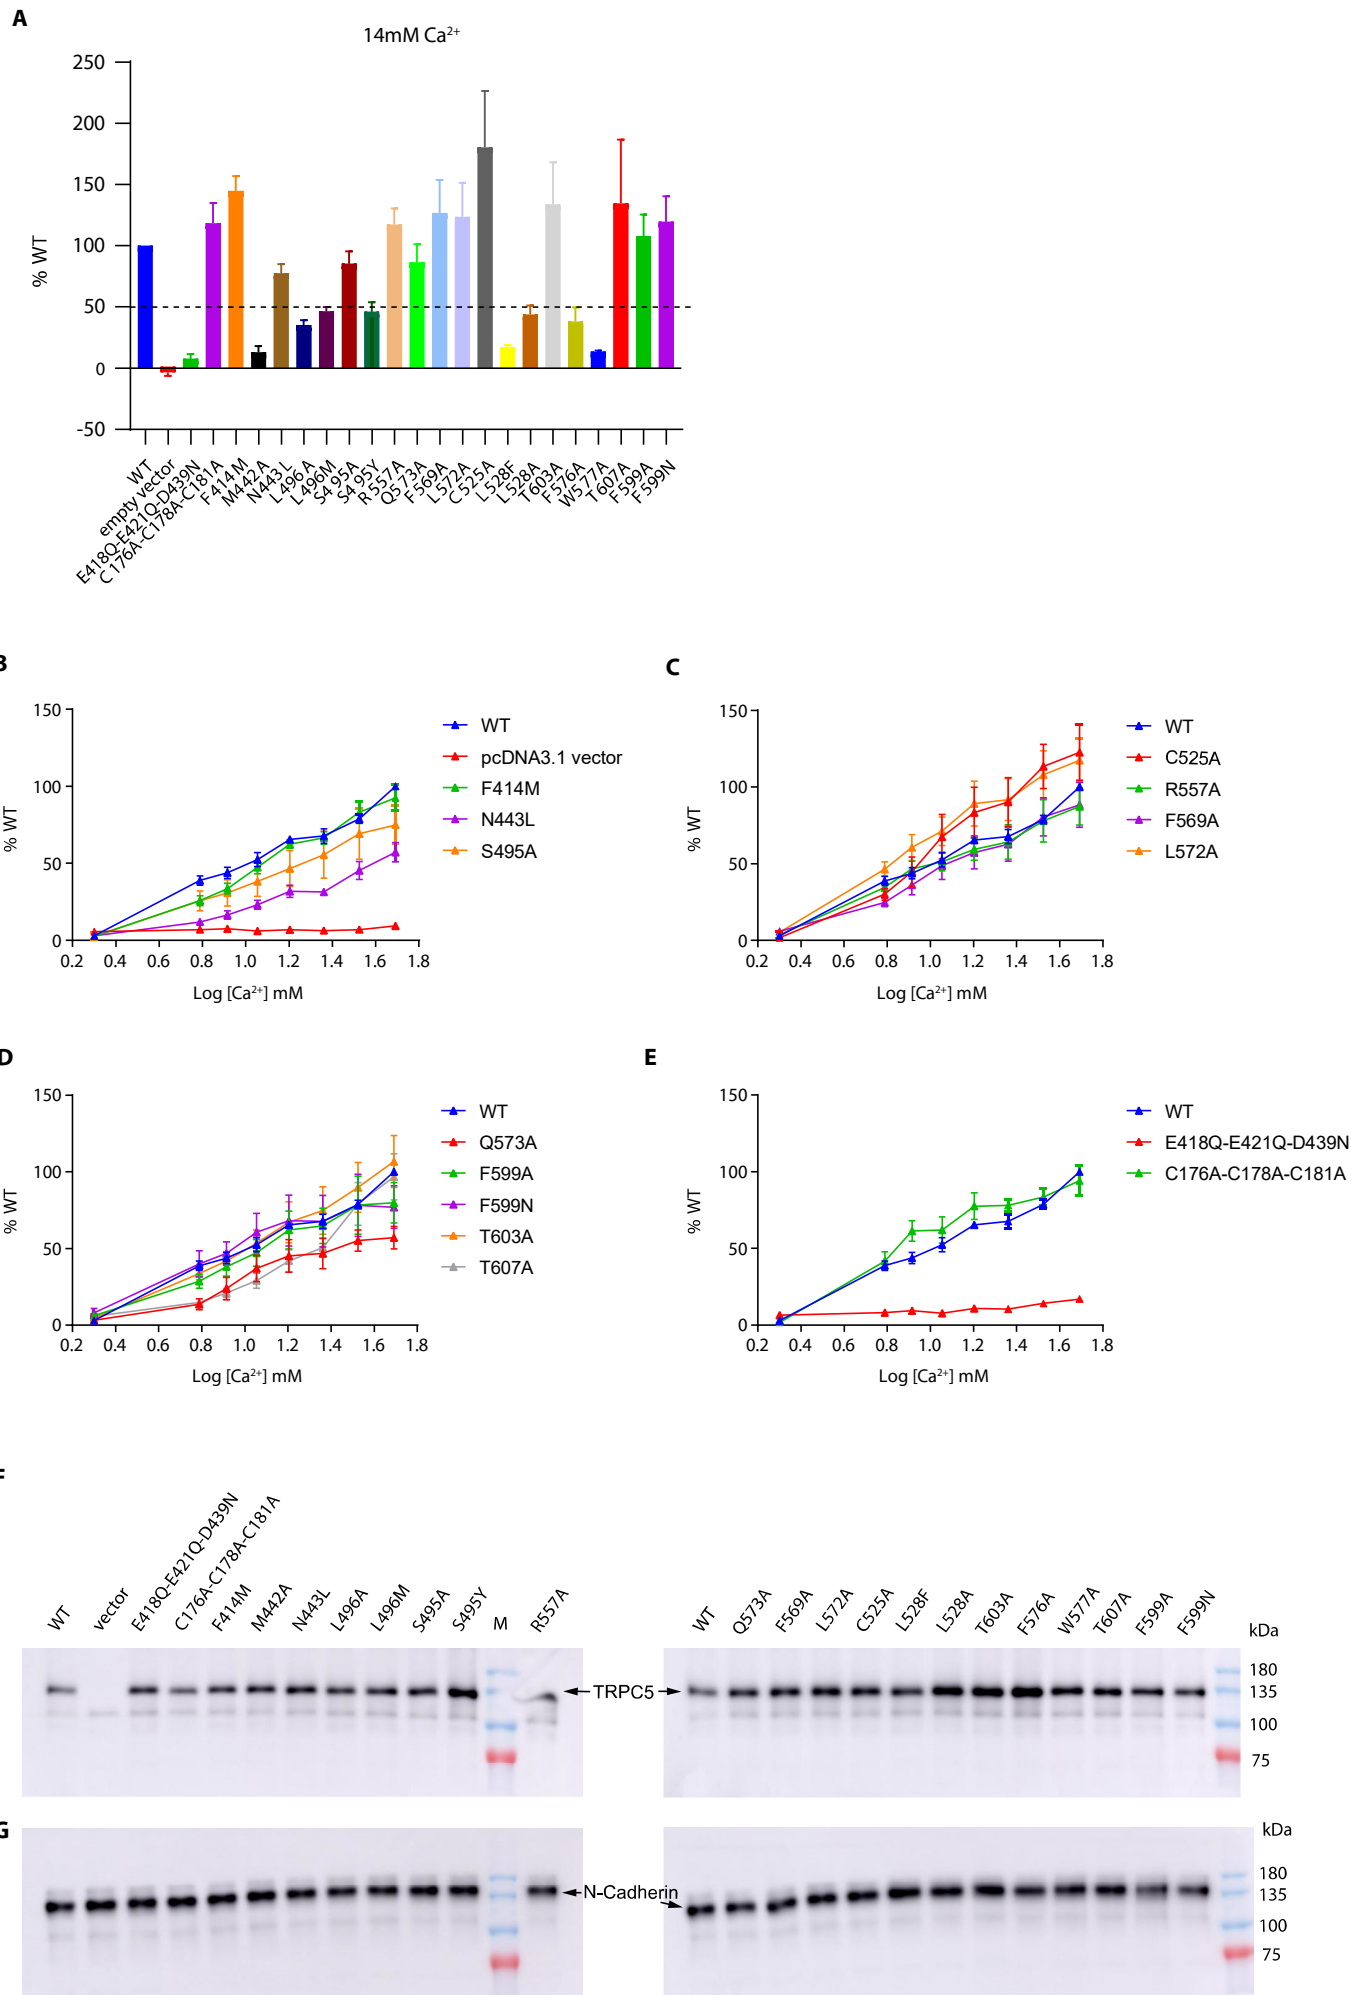 A
14mM Ca²⁺
250
200
150
100
50
0
-50
% WT
WT
empty vector
E418Q-E421Q-D439N
C176A-C178A-C181A
F414M
M442A
N443L
L496A
L496M
S495A
S495Y
R557A
Q573A
F569A
L572A
C525A
L528F
L528A
T603A
F576A
W577A
T607A
F599A
F599N
B
150
100
50
0
% WT
0.2 0.4 0.6 0.8 1.0 1.2 1.4 1.6 1.8
Log [Ca²⁺] mM
WT
pcDNA3.1 vector
F414M
N443L
S495A
C
150
100
50
0
% WT
0.2 0.4 0.6 0.8 1.0 1.2 1.4 1.6 1.8
Log [Ca²⁺] mM
WT
C525A
R557A
F569A
L572A
D
150
100
50
0
% WT
0.2 0.4 0.6 0.8 1.0 1.2 1.4 1.6 1.8
Log [Ca²⁺] mM
WT
Q573A
F599A
F599N
T603A
T607A
E
150
100
50
0
% WT
0.2 0.4 0.6 0.8 1.0 1.2 1.4 1.6 1.8
Log [Ca²⁺] mM
WT
E418Q-E421Q-D439N
C176A-C178A-C181A
F
WT
vector
E418Q-E421Q-D439N
C176A-C178A-C181A
F414M
M442A
N443L
L496A
L496M
S495A
S495Y
M
R557A
TRPC5
WT
Q573A
F569A
L572A
C525A
L528F
L528A
T603A
F576A
W577A
T607A
F599A
F599N
kDa
180
135
100
75
G
N-Cadherin
kDa
180
135
100
75